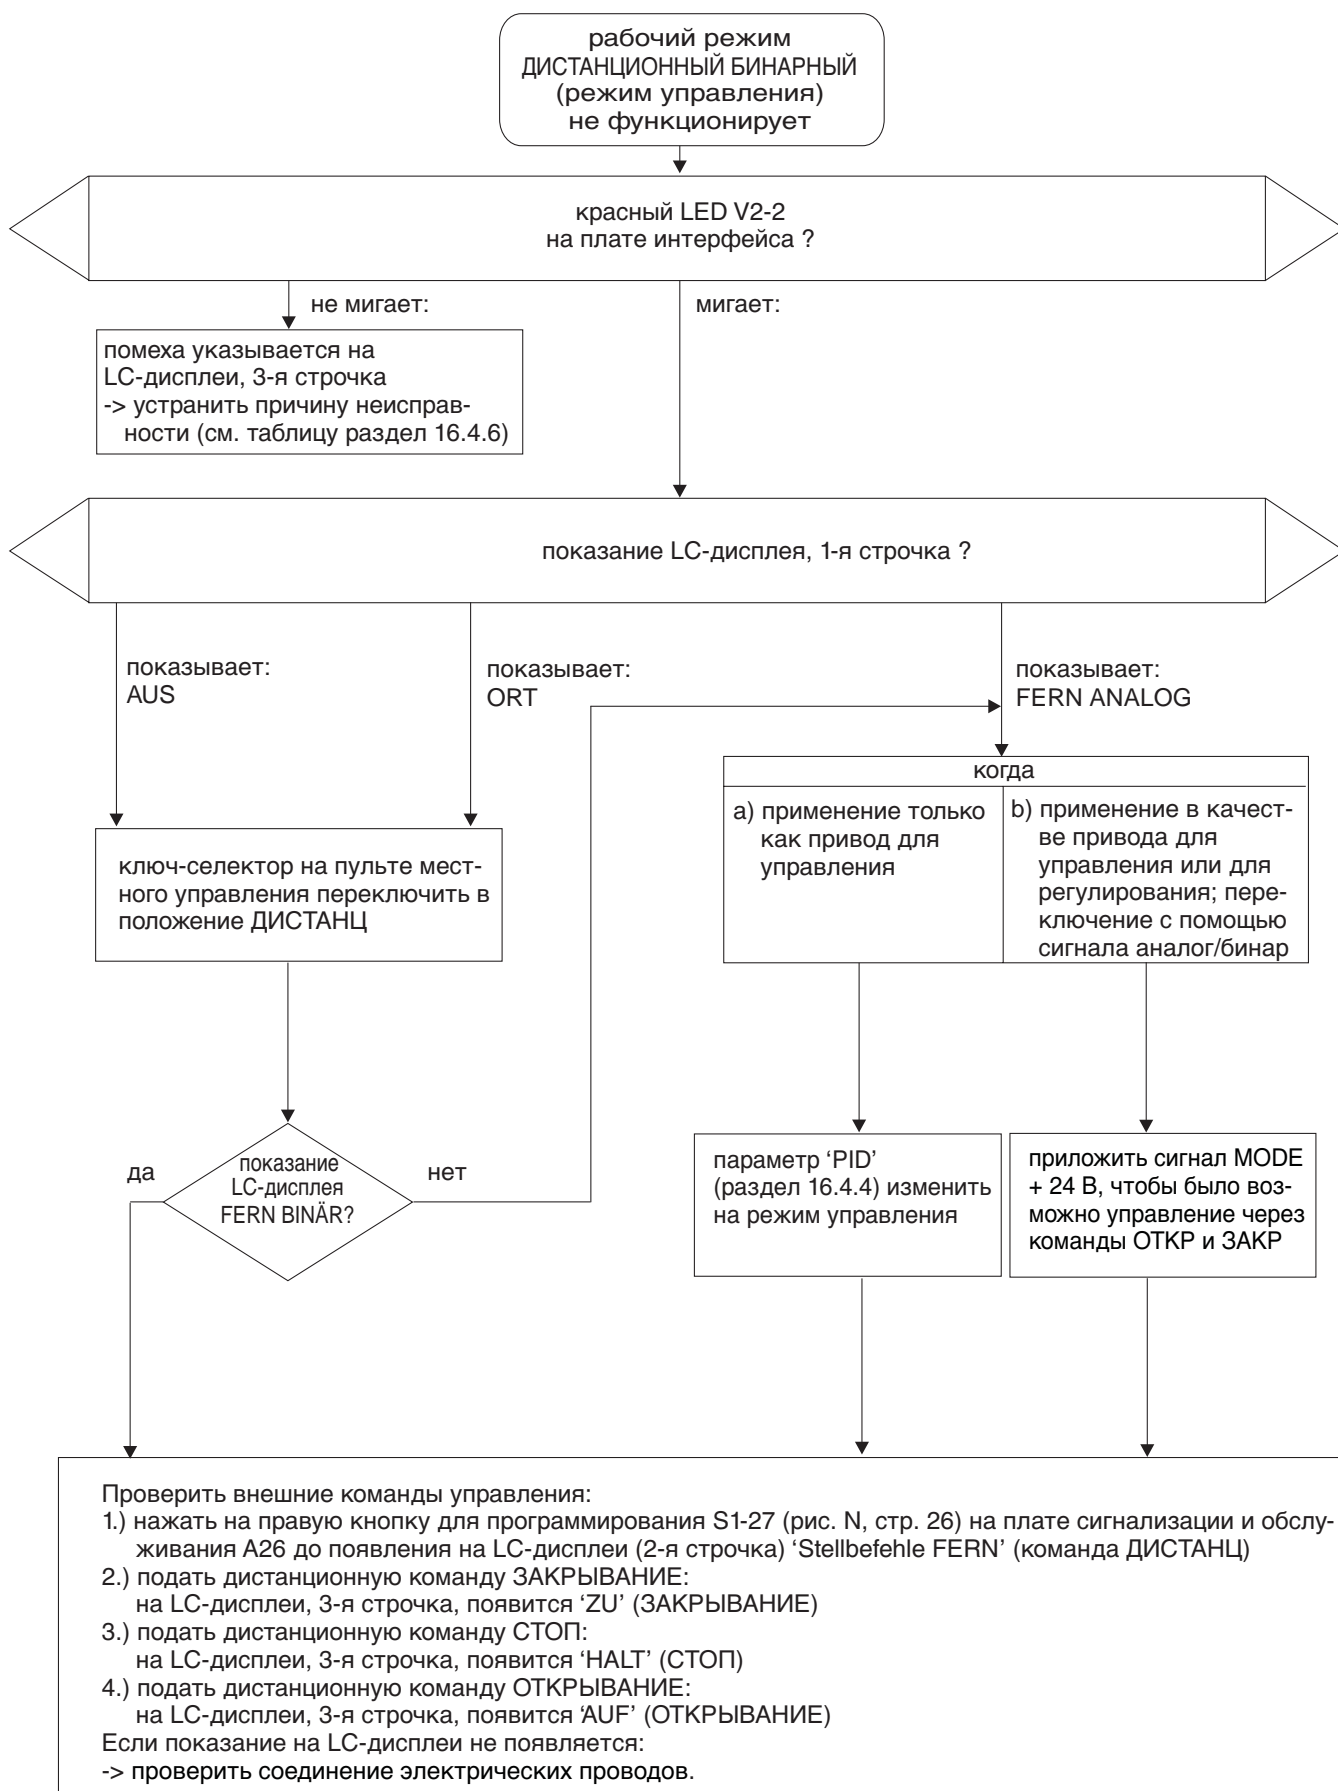 рабочий режим
ДИСТАНЦИОННЫЙ БИНАРНЫЙ
(режим управления)
не функционирует
красный LED V2-2
на плате интерфейса ?
не мигает:
мигает:
помеха указывается на
LC-дисплеи, 3-я строчка
-> устранить причину неисправ-
ности (см. таблицу раздел 16.4.6)
показание LC-дисплея, 1-я строчка ?
показывает:
AUS
показывает:
ORT
показывает:
FERN ANALOG
когда
a) применение только
как привод для
управления
b) применение в качест-
ве привода для
управления или для
регулирования; пере-
ключение с помощью
сигнала аналог/бинар
ключ-селектор на пульте мест-
ного управления переключить в
положение ДИСТАНЦ
да
показание
LC-дисплея
FERN BINÄR?
нет
параметр ‘PID’
(раздел 16.4.4) изменить
на режим управления
приложить сигнал MODE
+ 24 В, чтобы было воз-
можно управление через
команды ОТКР и ЗАКР
Проверить внешние команды управления:
1.) нажать на правую кнопку для программирования S1-27 (рис. N, стр. 26) на плате сигнализации и обслу-
живания A26 до появления на LC-дисплеи (2-я строчка) ‘Stellbefehle FERN’ (команда ДИСТАНЦ)
2.) подать дистанционную команду ЗАКРЫВАНИЕ:
на LC-дисплеи, 3-я строчка, появится ‘ZU’ (ЗАКРЫВАНИЕ)
3.) подать дистанционную команду СТОП:
на LC-дисплеи, 3-я строчка, появится ‘HALT’ (СТОП)
4.) подать дистанционную команду ОТКРЫВАНИЕ:
на LC-дисплеи, 3-я строчка, появится ‘AUF’ (ОТКРЫВАНИЕ)
Если показание на LC-дисплеи не появляется:
-> проверить соединение электрических проводов.